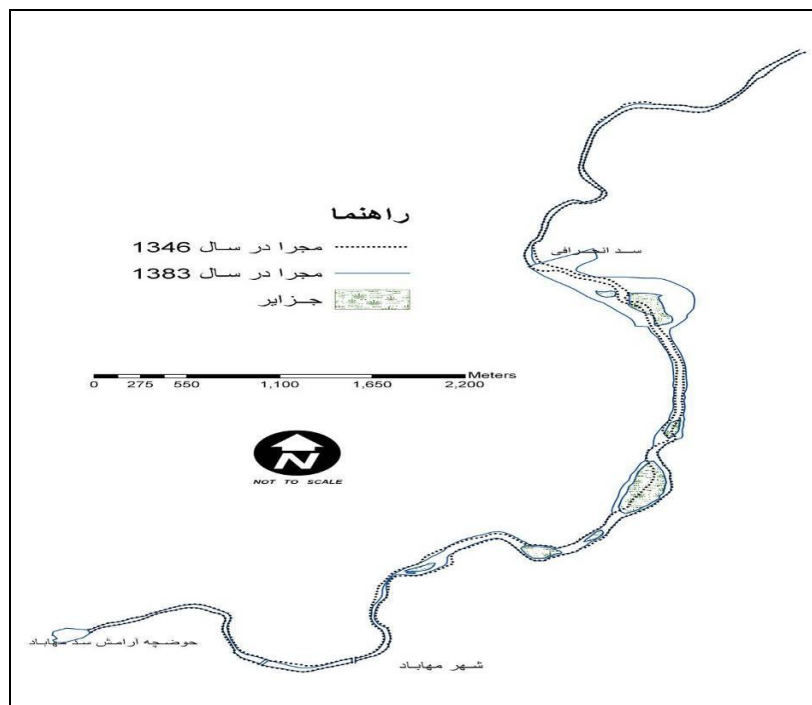 راهنما
سد انحرافی
مجرا در سال 1346
مجرا در سال 1383
جزایر
Meters
0 275 550 1,100 1,650 2,200
N
NOT TO SCALE
حوضچه آرامش سد مهاباد
شهر مهاباد